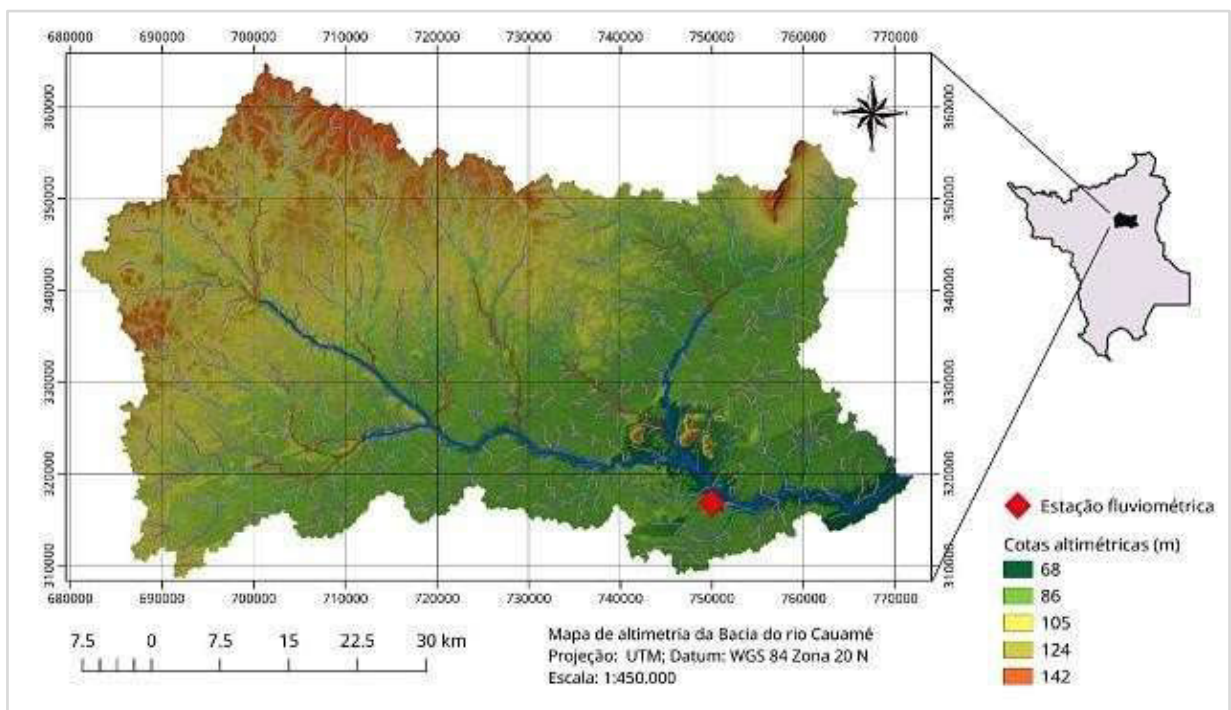 680000 690000 700000 710000 720000 730000 740000 750000 760000 770000
360000 360000
350000 350000
340000 340000
330000 330000
320000 320000
310000 310000
680000 690000 700000 710000 720000 730000 740000 750000 760000 770000
N
Estação fluviométrica
Cotas altimétricas (m)
68
86
105
124
142
7.5 0 7.5 15 22.5 30 km
Mapa de altimetria da Bacia do rio Cauamé
Projeção: UTM; Datum: WGS 84 Zona 20 N
Escala: 1:450.000